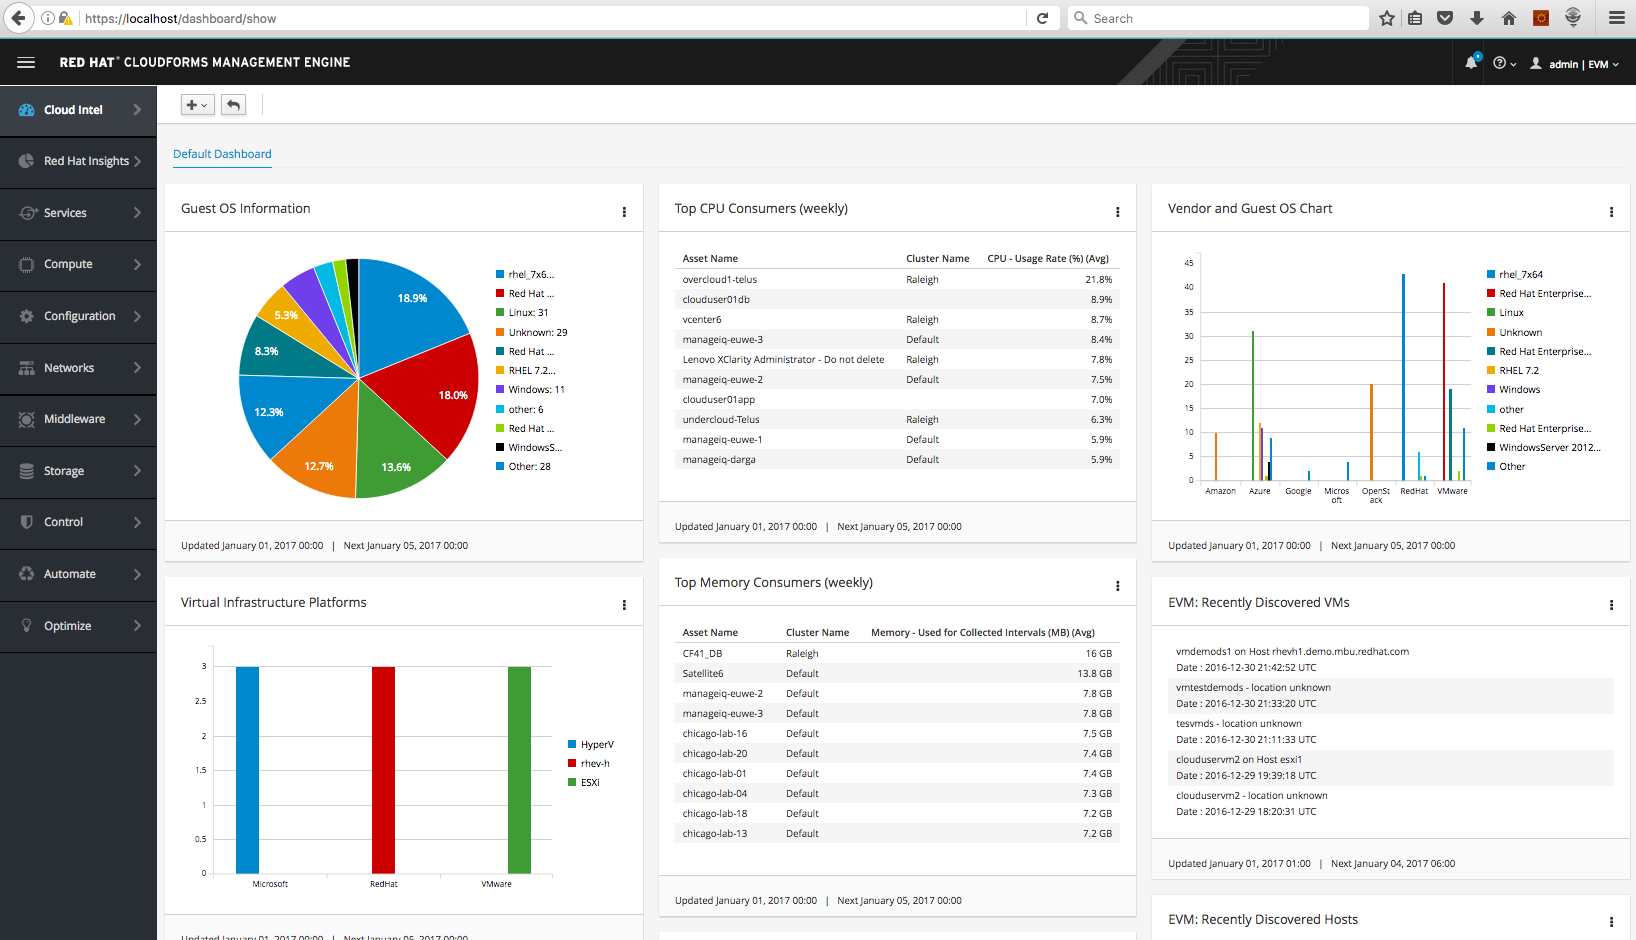 https://localhost/dashboard/show
Search
RED HAT® CLOUDFORMS MANAGEMENT ENGINE
admin | EVM
Cloud Intel
Red Hat Insights
Services
Compute
Configuration
Networks
Middleware
Storage
Control
Automate
Optimize
Default Dashboard
Guest OS Information
18.9%
18.0%
13.6%
12.7%
12.3%
8.3%
5.3%
rhel_7x6...
Red Hat ...
Linux: 31
Unknown: 29
Red Hat ...
RHEL 7.2...
Windows: 11
other: 6
Red Hat ...
WindowsS...
Other: 28
Updated January 01, 2017 00:00 | Next January 05, 2017 00:00
Virtual Infrastructure Platforms
3
2.5
2
1.5
1
0.5
0
Microsoft RedHat VMware
HyperV
rhev-h
ESXi
Updated January 01, 2017 00:00 | Next January 05, 2017 00:00
Top CPU Consumers (weekly)
Asset Name Cluster Name CPU - Usage Rate (%) (Avg)
overcloud1-telus Raleigh 21.8%
clouduser01db 8.9%
vcenter6 Raleigh 8.7%
manageiq-euwe-3 Default 8.4%
Lenovo XClarity Administrator - Do not delete Raleigh 7.8%
manageiq-euwe-2 Default 7.5%
clouduser01app 7.0%
undercloud-Telus Raleigh 6.3%
manageiq-euwe-1 Default 5.9%
manageiq-darga Default 5.9%
Updated January 01, 2017 00:00 | Next January 05, 2017 00:00
Top Memory Consumers (weekly)
Asset Name Cluster Name Memory - Used for Collected Intervals (MB) (Avg)
CF41_DB Raleigh 16 GB
Satellite6 Default 13.8 GB
manageiq-euwe-2 Default 7.8 GB
manageiq-euwe-3 Default 7.8 GB
chicago-lab-16 Default 7.5 GB
chicago-lab-20 Default 7.4 GB
chicago-lab-01 Default 7.4 GB
chicago-lab-04 Default 7.3 GB
chicago-lab-18 Default 7.2 GB
chicago-lab-13 Default 7.2 GB
Updated January 01, 2017 00:00 | Next January 05, 2017 00:00
Vendor and Guest OS Chart
45
40
35
30
25
20
15
10
5
0
Amazon Azure Google Micros OpenSt RedHat VMware
oft ack
rhel_7x64
Red Hat Enterprise...
Linux
Unknown
Red Hat Enterprise...
RHEL 7.2
Windows
other
Red Hat Enterprise...
WindowsServer 2012...
Other
Updated January 01, 2017 00:00 | Next January 05, 2017 00:00
EVM: Recently Discovered VMs
vmdemods1 on Host rhevh1.demo.mbu.redhat.com
Date : 2016-12-30 21:42:52 UTC
vmtestdemods - location unknown
Date : 2016-12-30 21:33:20 UTC
tesvmds - location unknown
Date : 2016-12-30 21:11:33 UTC
clouduservm2 on Host esxi1
Date : 2016-12-29 19:39:18 UTC
clouduservm2 - location unknown
Date : 2016-12-29 18:20:31 UTC
Updated January 01, 2017 01:00 | Next January 04, 2017 06:00
EVM: Recently Discovered Hosts